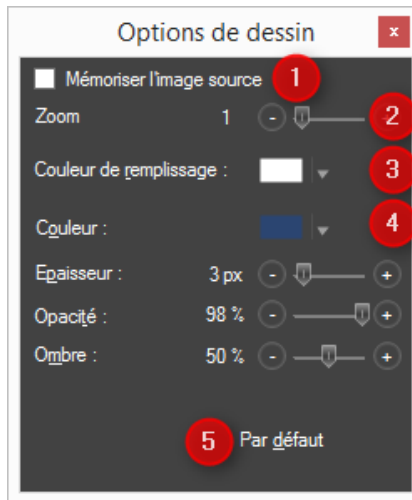 Options de dessin x
Mémoriser l'image source 1
Zoom 1 - 2
Couleur de remplissage : 3
Couleur : 4
Epaisseur : 3 px - +
Opacité : 98 % - +
Ombre : 50 % - +
5 Par défaut